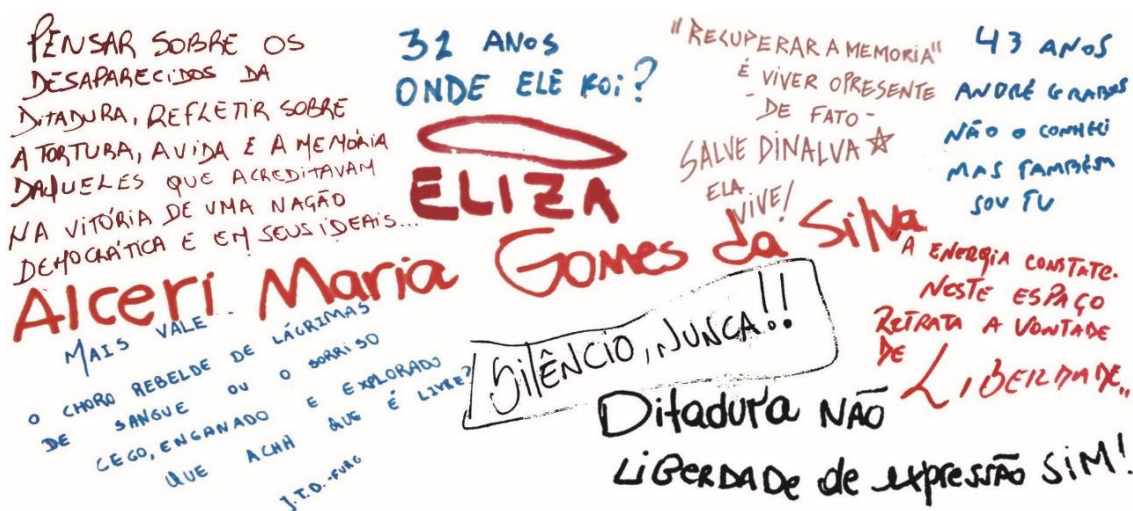 PENSAR SOBRE OS
DESAPARECIDOS DA
DITADURA, REFLETIR SOBRE
A TORTURA, A VIDA E A MEMÓRIA
DAQUELES QUE ACREDITAVAM
NA VITÓRIA DE UMA NAÇÃO
DEMOCRÁTICA E EM SEUS IDEAIS...
31 ANOS
ONDE ELE FOI?
ELIZA
"RECUPERAR A MEMORIA"
É VIVER O PRESENTE
- DE FATO -
SALVE DINALVA
ELA
VIVE!
43 ANOS
ANDRÉ GRABOIS
NÃO O CONHECI
MAS TAMBÉM
SOU TU
Alceri Maria Gomes da Silva
"A ENERGIA CONSTATE.
NESTE ESPAÇO
RETRATA A VONTADE
DE
LIBERDADE"
MAIS VALE
O CHORO REBELDE DE LÁGRIMAS
DE SANGUE OU O SORRISO
CEGO, ENGANADO E EXPLORADO
QUE ACHA QUE É LIVRE?
J.T.D. -FURG
SILÊNCIO, NUNCA!!
Ditadura NÃO
LIBERDADE de expressão SIM!